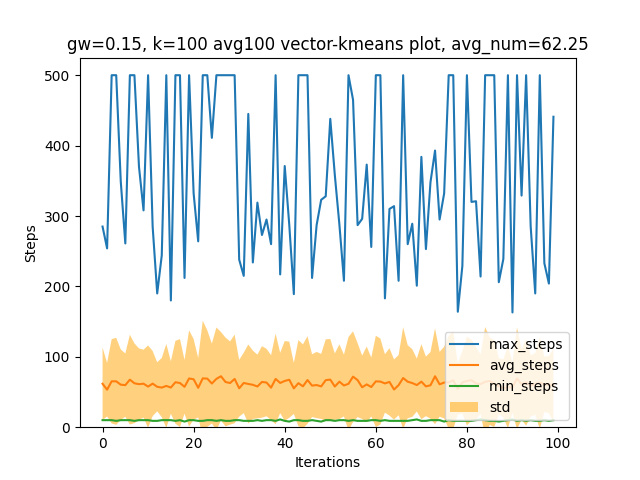 gw=0.15, k=100 avg100 vector-kmeans plot, avg_num=62.25
Steps
500
400
300
200
100
0
0 20 40 60 80 100
Iterations
max_steps
avg_steps
min_steps
std